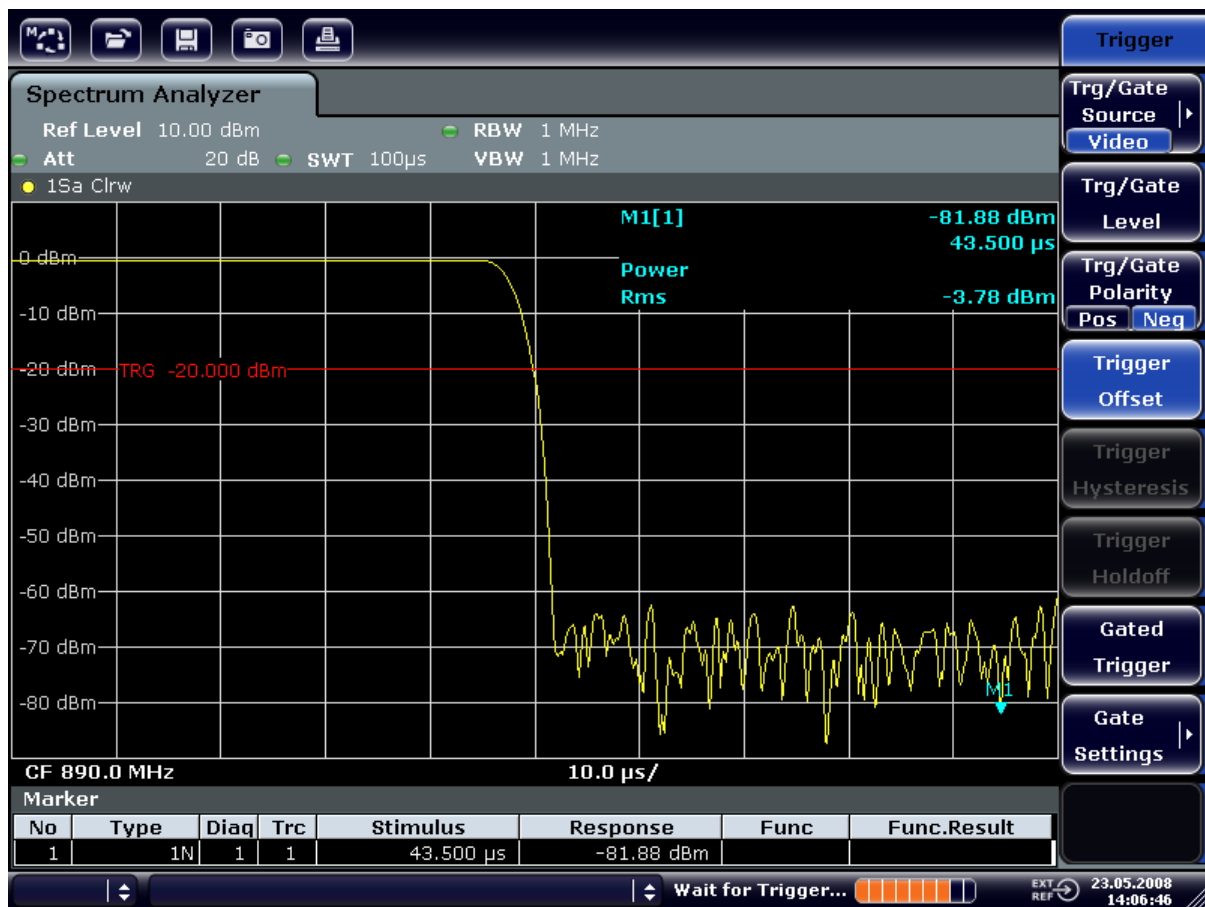 Trigger
Spectrum Analyzer
Ref Level 10.00 dBm RBW 1 MHz
Att 20 dB SWT 100µs VBW 1 MHz
1Sa Clrw
M1[1] -81.88 dBm
43.500 µs
Power
Rms -3.78 dBm
0 dBm
-10 dBm
-20 dBm
TRG -20.000 dBm
-30 dBm
-40 dBm
-50 dBm
-60 dBm
-70 dBm
-80 dBm
M1
CF 890.0 MHz 10.0 µs/
Marker
No Type Diaq Trc Stimulus Response Func Func.Result
1 1N 1 1 43.500 µs -81.88 dBm
Trg/Gate
Source
Video
Trg/Gate
Level
Trg/Gate
Polarity
Pos Neg
Trigger
Offset
Trigger
Hysteresis
Trigger
Holdoff
Gated
Trigger
Gate
Settings
Wait for Trigger...
EXT
REF
23.05.2008
14:06:46
M